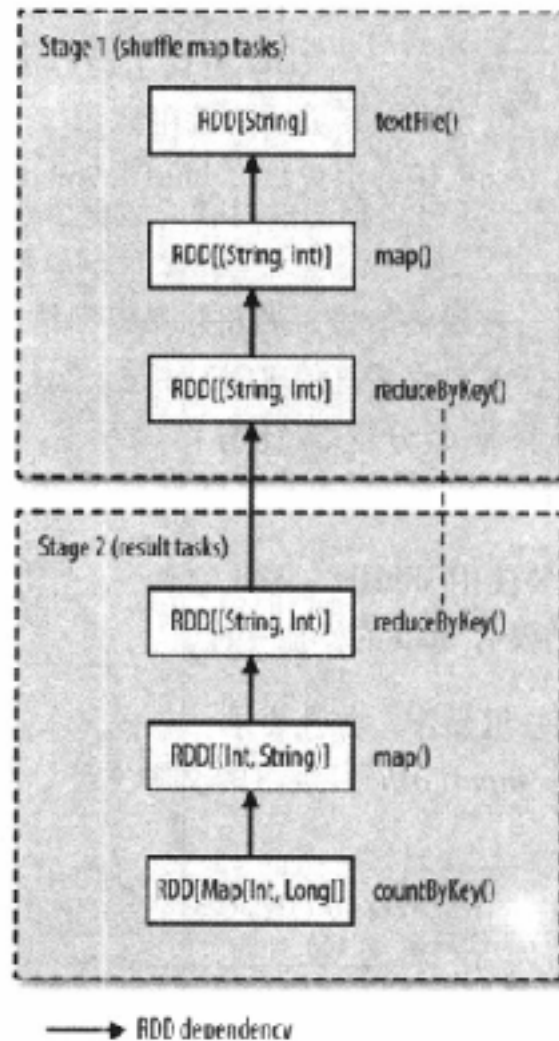 Stage 1 (shuffle map tasks)
RDD[String] textFile()
RDD[(String, Int)] map()
RDD[(String, Int)] reduceByKey()
Stage 2 (result tasks)
RDD[(String, Int)] reduceByKey()
RDD[(Int, String)] map()
RDD[Map[Int, Long[] countByKey()
RDD dependency